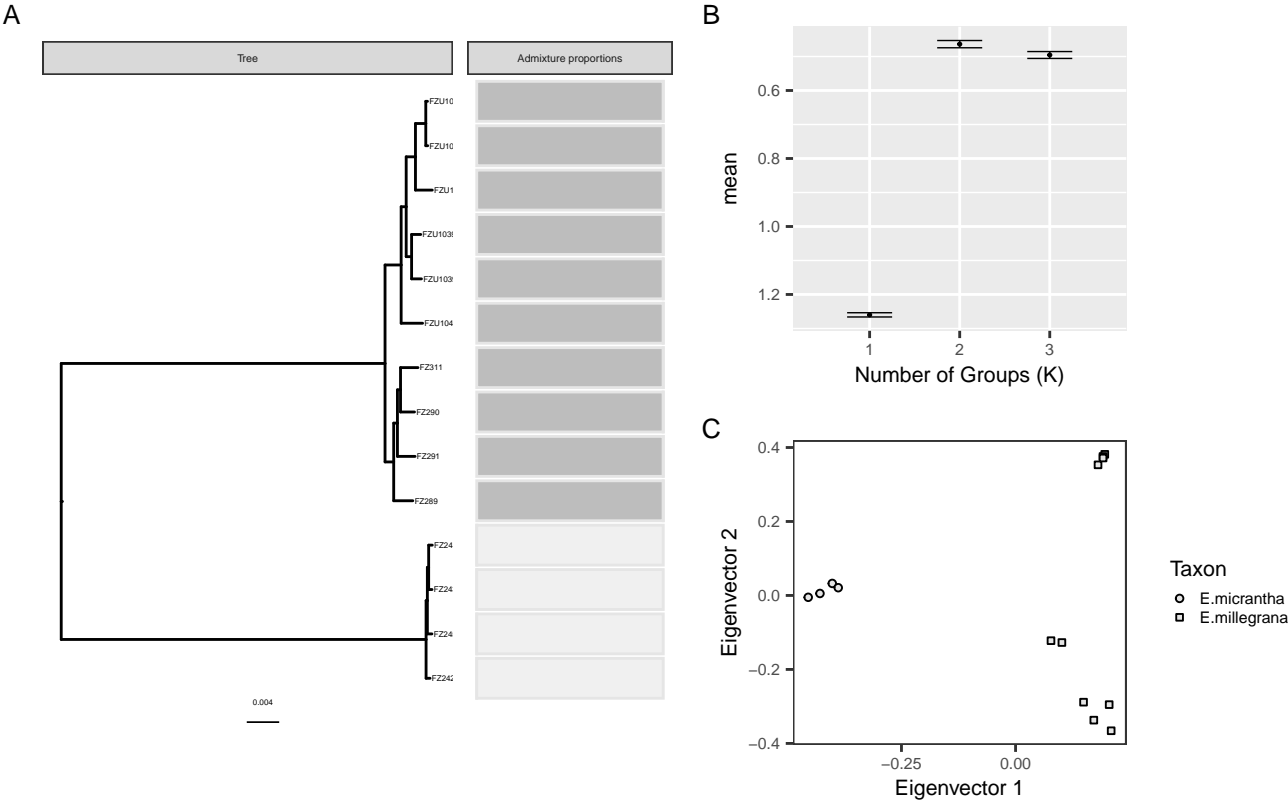 A
Tree
Admixture proportions
FZU10
FZU10
FZU1
FZU103
FZU103
FZU104
FZ311
FZ290
FZ291
FZ289
FZ24
FZ24
FZ24
FZ242
0.004
B
mean
0.6
0.8
1.0
1.2
1 2 3
Number of Groups (K)
C
Eigenvector 2
0.4
0.2
0.0
−0.2
−0.4
−0.25 0.00
Eigenvector 1
Taxon
E.micrantha
E.millegrana